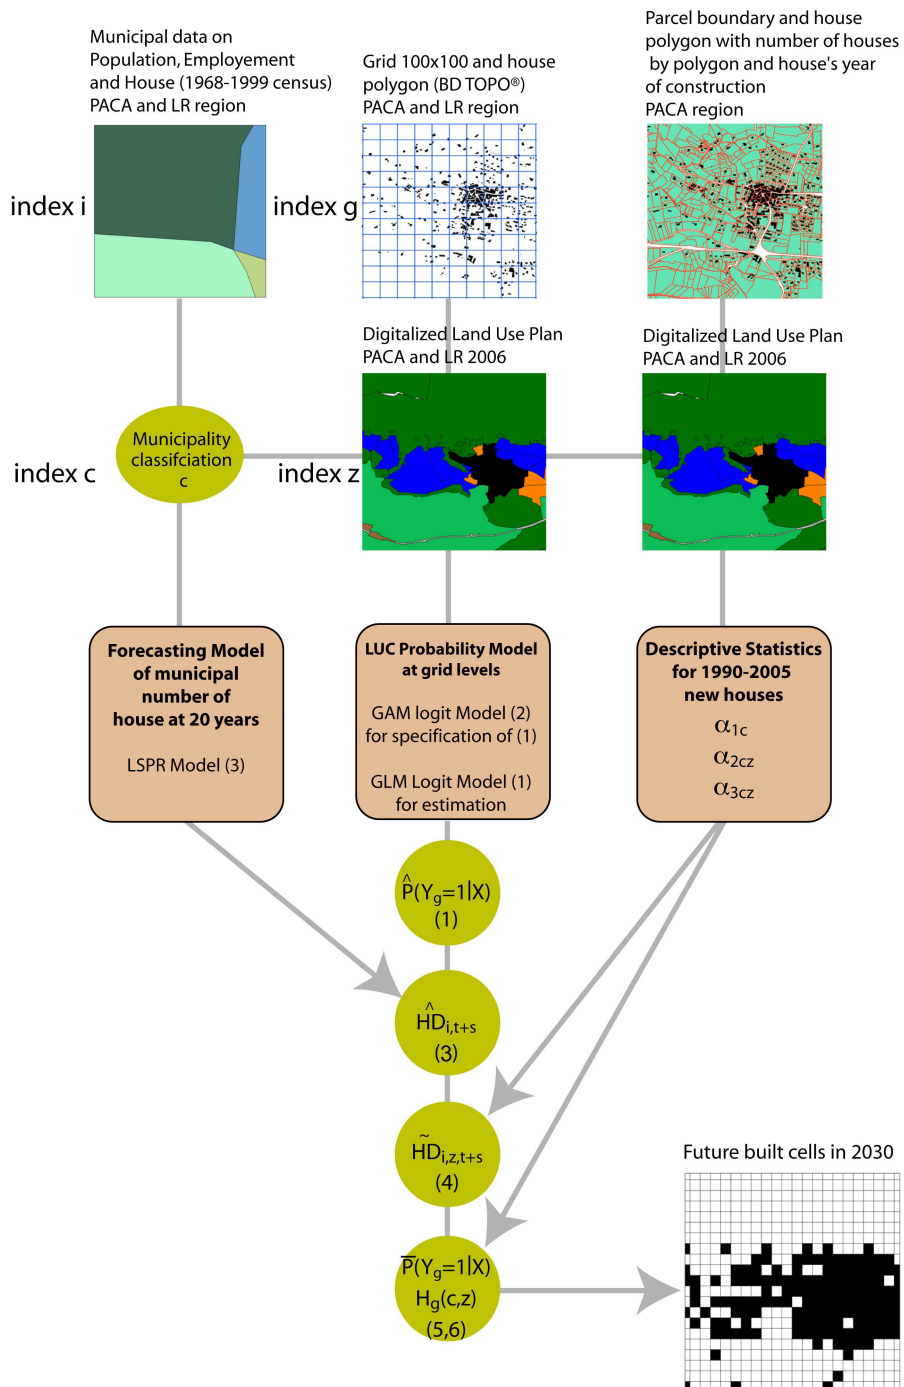 Municipal data on
Population, Employement
and House (1968-1999 census)
PACA and LR region
Grid 100x100 and house
polygon (BD TOPO®)
PACA and LR region
Parcel boundary and house
polygon with number of houses
by polygon and house's year
of construction
PACA region
index i
index g
Digitalized Land Use Plan
PACA and LR 2006
Digitalized Land Use Plan
PACA and LR 2006
Municipality
classifciation
c
index c
index z
Forecasting Model
of municipal
number of
house at 20 years
LSPR Model (3)
LUC Probability Model
at grid levels
GAM logit Model (2)
for specification of (1)
GLM Logit Model (1)
for estimation
Descriptive Statistics
for 1990-2005
new houses
α1c
α2cz
α3cz
P̂(Yg=1|X)
(1)
ĤDi,t+s
(3)
H̃Di,z,t+s
(4)
P̅(Yg=1|X)
Hg(c,z)
(5,6)
Future built cells in 2030